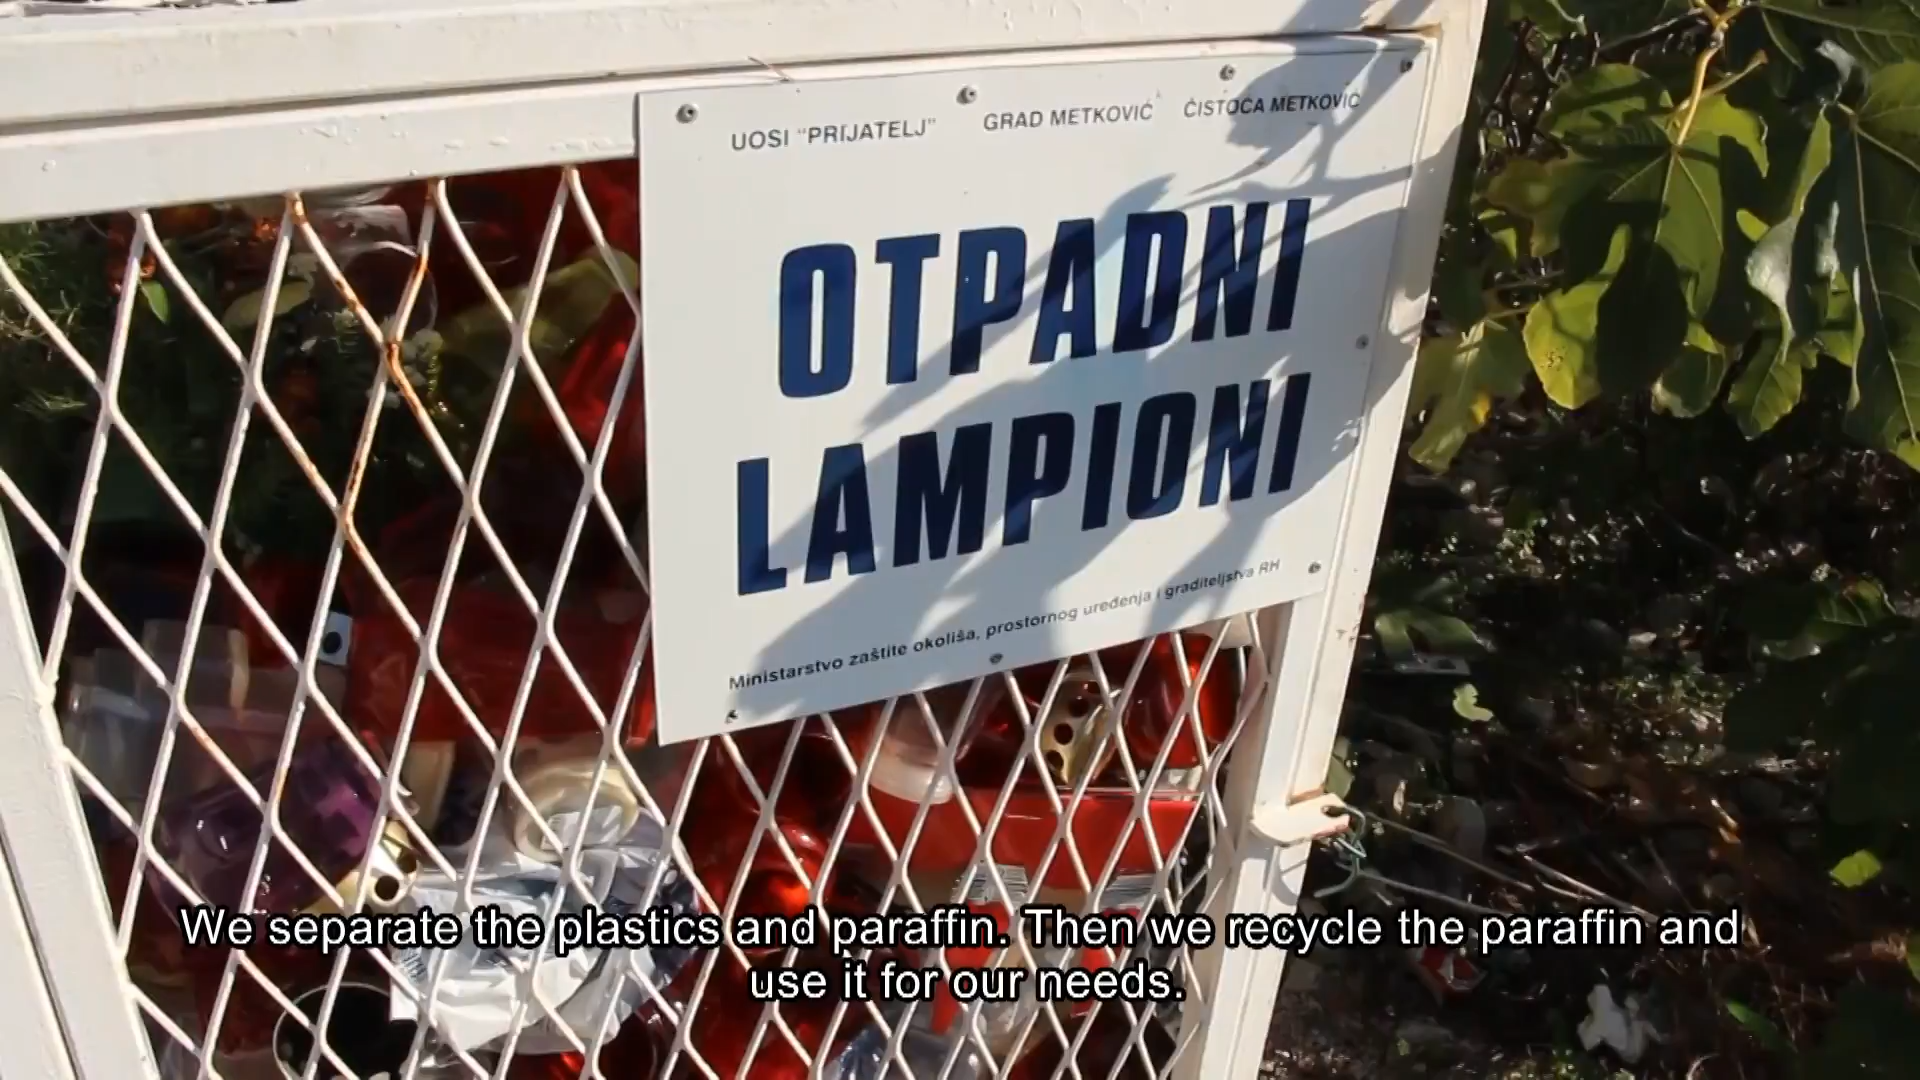 UOSI "PRIJATELJ" GRAD METKOVIĆ ČISTOĆA METKOVIĆ
OTPADNI
LAMPIONI
Ministarstvo zaštite okoliša, prostornog uređenja i graditeljstva RH
We separate the plastics and paraffin. Then we recycle the paraffin and
use it for our needs.